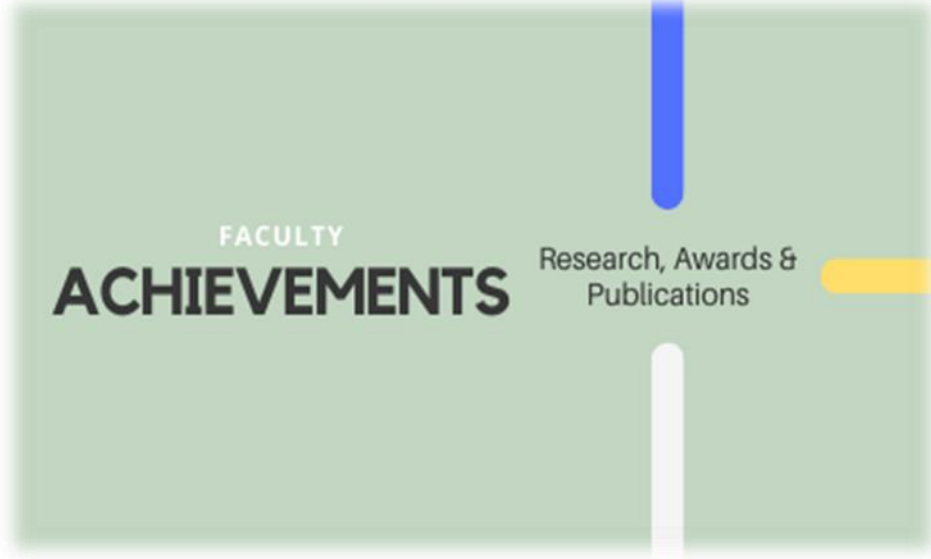 FACULTY
ACHIEVEMENTS
Research, Awards &
Publications